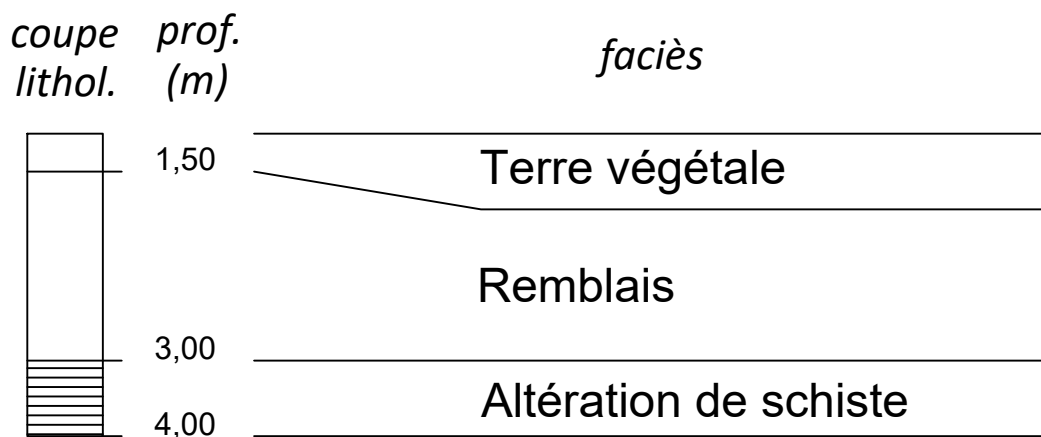 coupe lithol.
prof. (m)
faciès
1,50
Terre végétale
Remblais
3,00
Altération de schiste
4,00